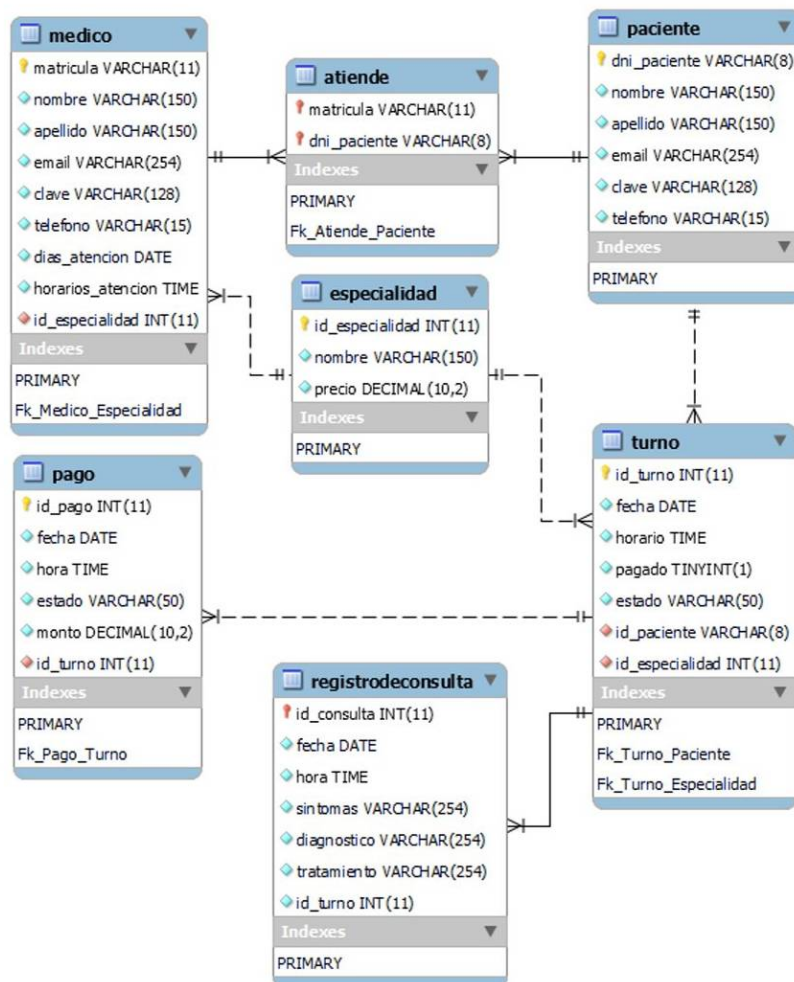 medico
matricula VARCHAR(11)
nombre VARCHAR(150)
apellido VARCHAR(150)
email VARCHAR(254)
clave VARCHAR(128)
telefono VARCHAR(15)
dias_atencion DATE
horarios_atencion TIME
id_especialidad INT(11)
Indexes
PRIMARY
Fk_Medico_Especialidad
atiende
matricula VARCHAR(11)
dni_paciente VARCHAR(8)
Indexes
PRIMARY
Fk_Atiende_Paciente
paciente
dni_paciente VARCHAR(8)
nombre VARCHAR(150)
apellido VARCHAR(150)
email VARCHAR(254)
clave VARCHAR(128)
telefono VARCHAR(15)
Indexes
PRIMARY
especialidad
id_especialidad INT(11)
nombre VARCHAR(150)
precio DECIMAL(10,2)
Indexes
PRIMARY
pago
id_pago INT(11)
fecha DATE
hora TIME
estado VARCHAR(50)
monto DECIMAL(10,2)
id_turno INT(11)
Indexes
PRIMARY
Fk_Pago_Turno
turno
id_turno INT(11)
fecha DATE
horario TIME
pagado TINYINT(1)
estado VARCHAR(50)
id_paciente VARCHAR(8)
id_especialidad INT(11)
Indexes
PRIMARY
Fk_Turno_Paciente
Fk_Turno_Especialidad
registrodeconsulta
id_consulta INT(11)
fecha DATE
hora TIME
sintomas VARCHAR(254)
diagnostico VARCHAR(254)
tratamiento VARCHAR(254)
id_turno INT(11)
Indexes
PRIMARY